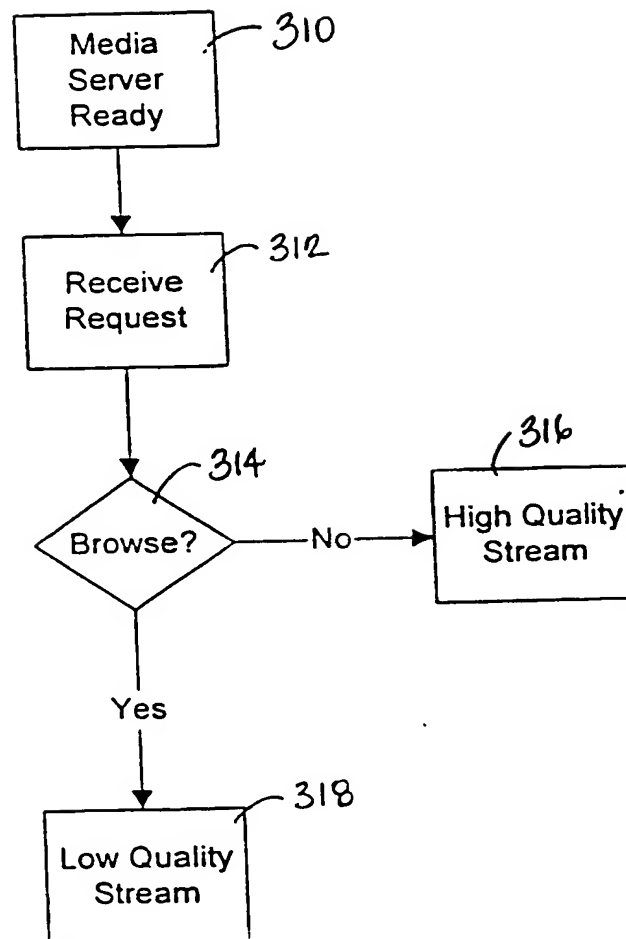 Media
Server
Ready
310
Receive
Request
312
Browse?
314
No
High Quality
Stream
316
Yes
Low Quality
Stream
318